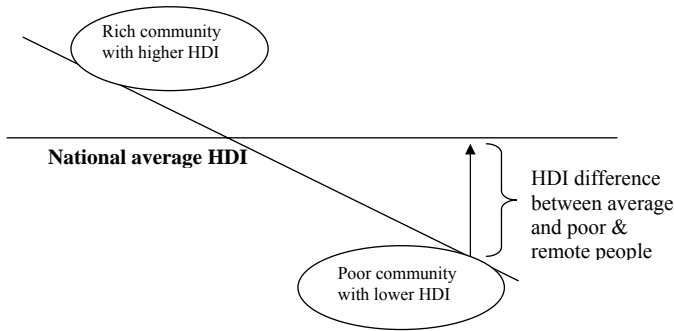 Rich community
with higher HDI
National average HDI
HDI difference
between average
and poor &
remote people
Poor community
with lower HDI